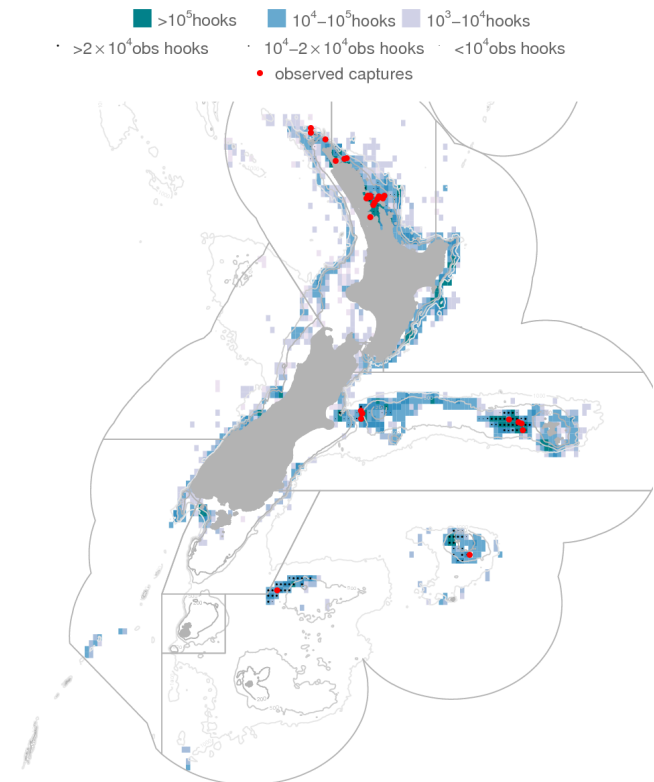 >10⁵hooks 10⁴−10⁵hooks 10³−10⁴hooks
>2×10⁴obs hooks 10⁴−2×10⁴obs hooks <10⁴obs hooks
observed captures